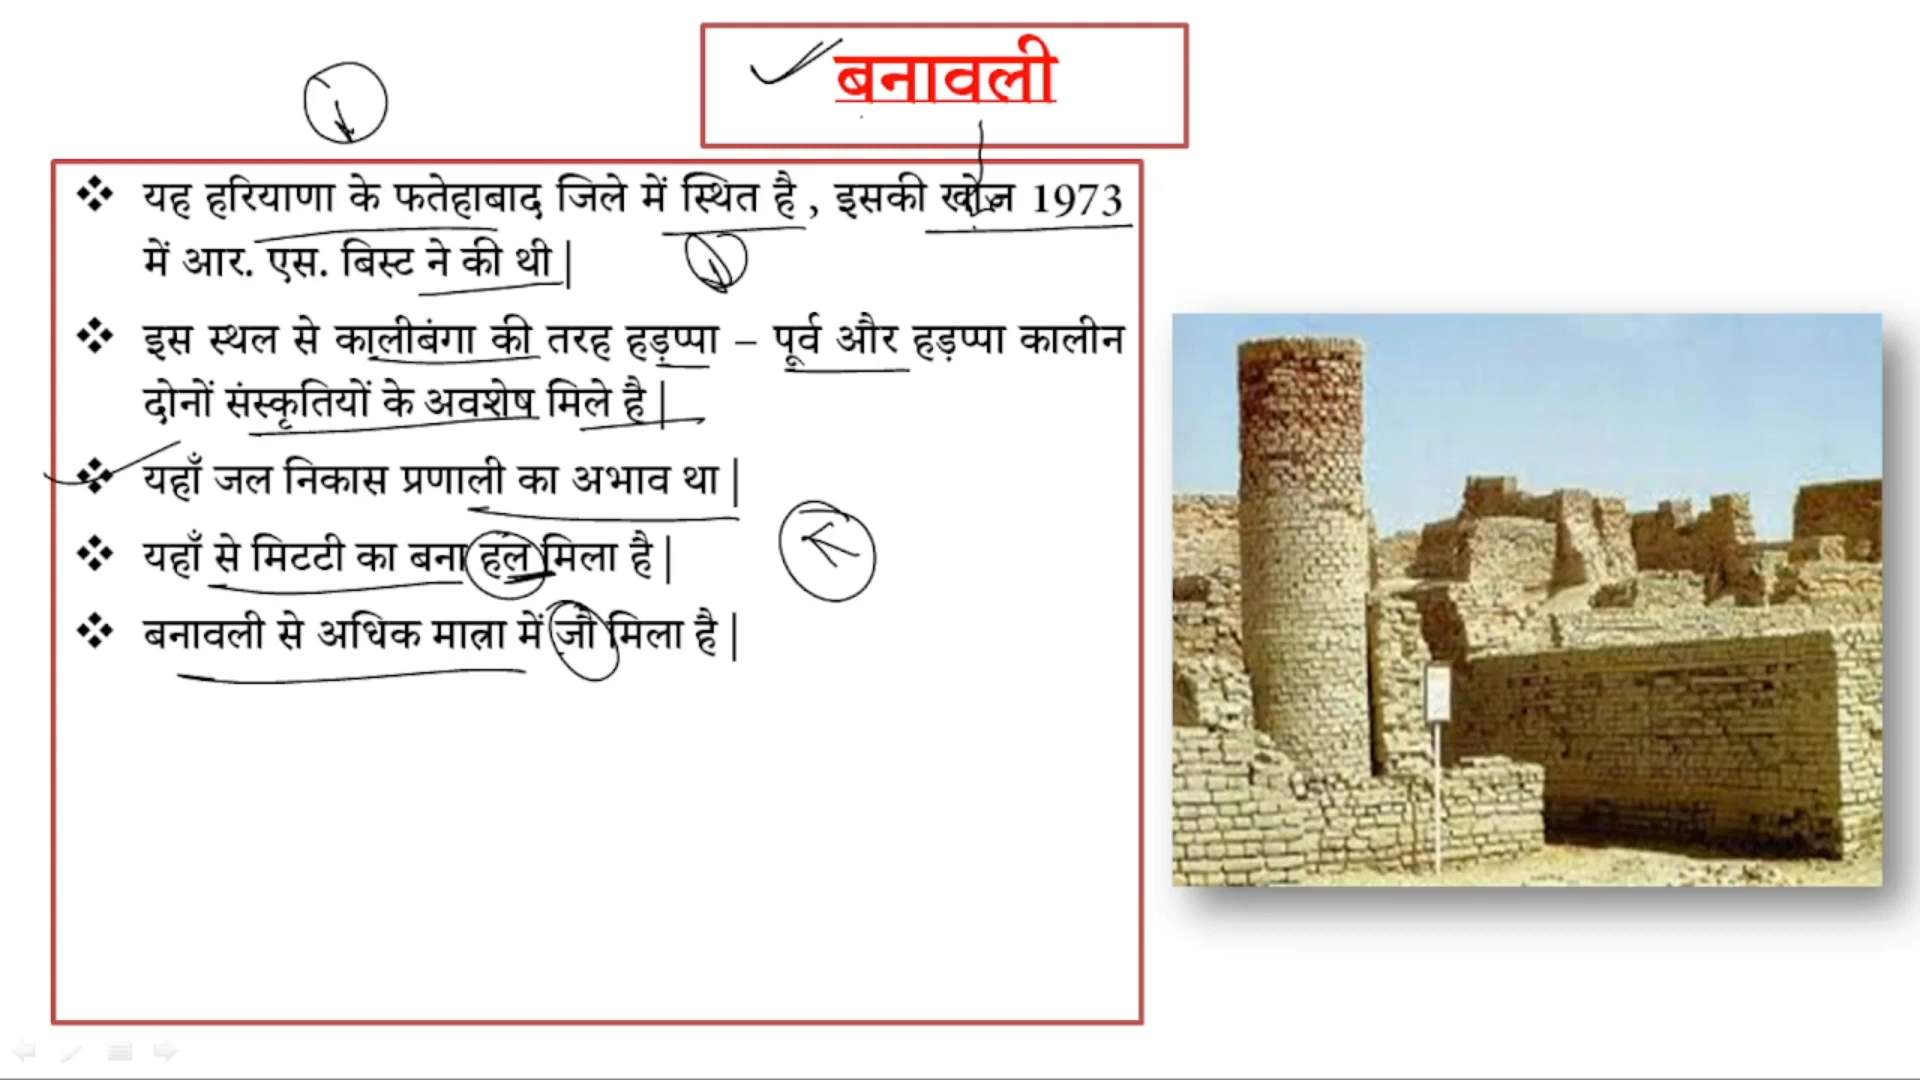 बनावली
यह हरियाणा के फतेहाबाद जिले में स्थित है , इसकी खोज 1973
में आर. एस. बिस्ट ने की थी |
इस स्थल से कालीबंगा की तरह हड़प्पा – पूर्व और हड़प्पा कालीन
दोनों संस्कृतियों के अवशेष मिले है |
यहाँ जल निकास प्रणाली का अभाव था |
यहाँ से मिटटी का बना हल मिला है |
बनावली से अधिक मात्रा में जौ मिला है |